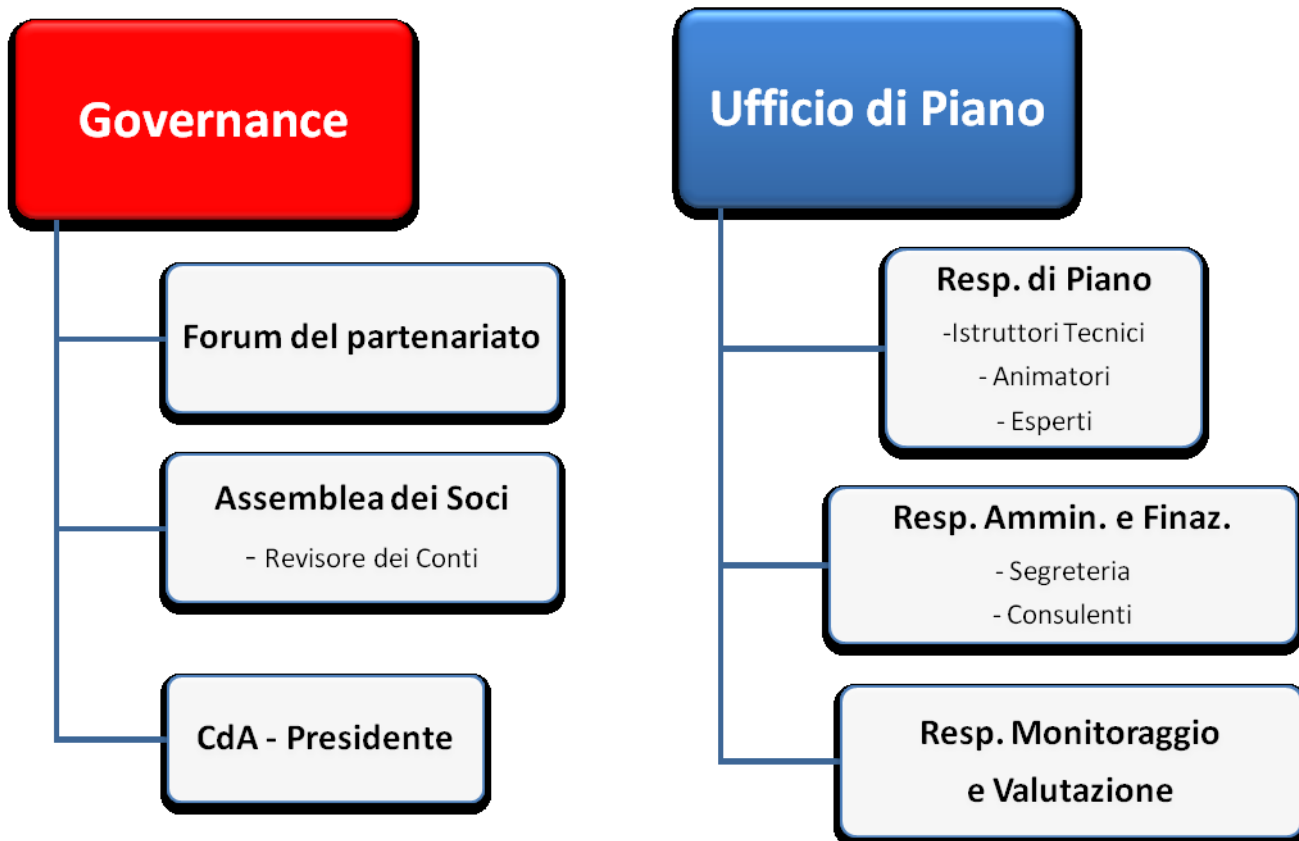 Governance
Forum del partenariato
Assemblea dei Soci
- Revisore dei Conti
CdA - Presidente
Ufficio di Piano
Resp. di Piano
-Istruttori Tecnici
- Animatori
- Esperti
Resp. Ammin. e Finaz.
- Segreteria
- Consulenti
Resp. Monitoraggio
e Valutazione